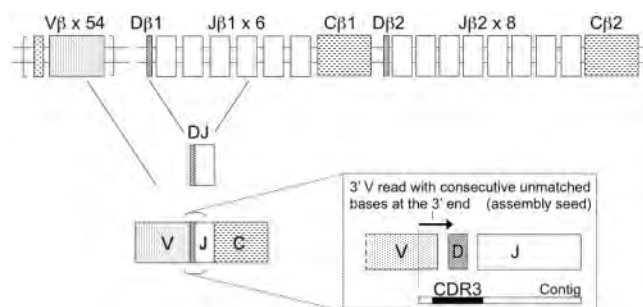 Vβ x 54 Dβ1 Jβ1 x 6 Cβ1 Dβ2 Jβ2 x 8 Cβ2
DJ
V J C
3' V read with consecutive unmatched
bases at the 3' end (assembly seed)
V D J
CDR3 Contig